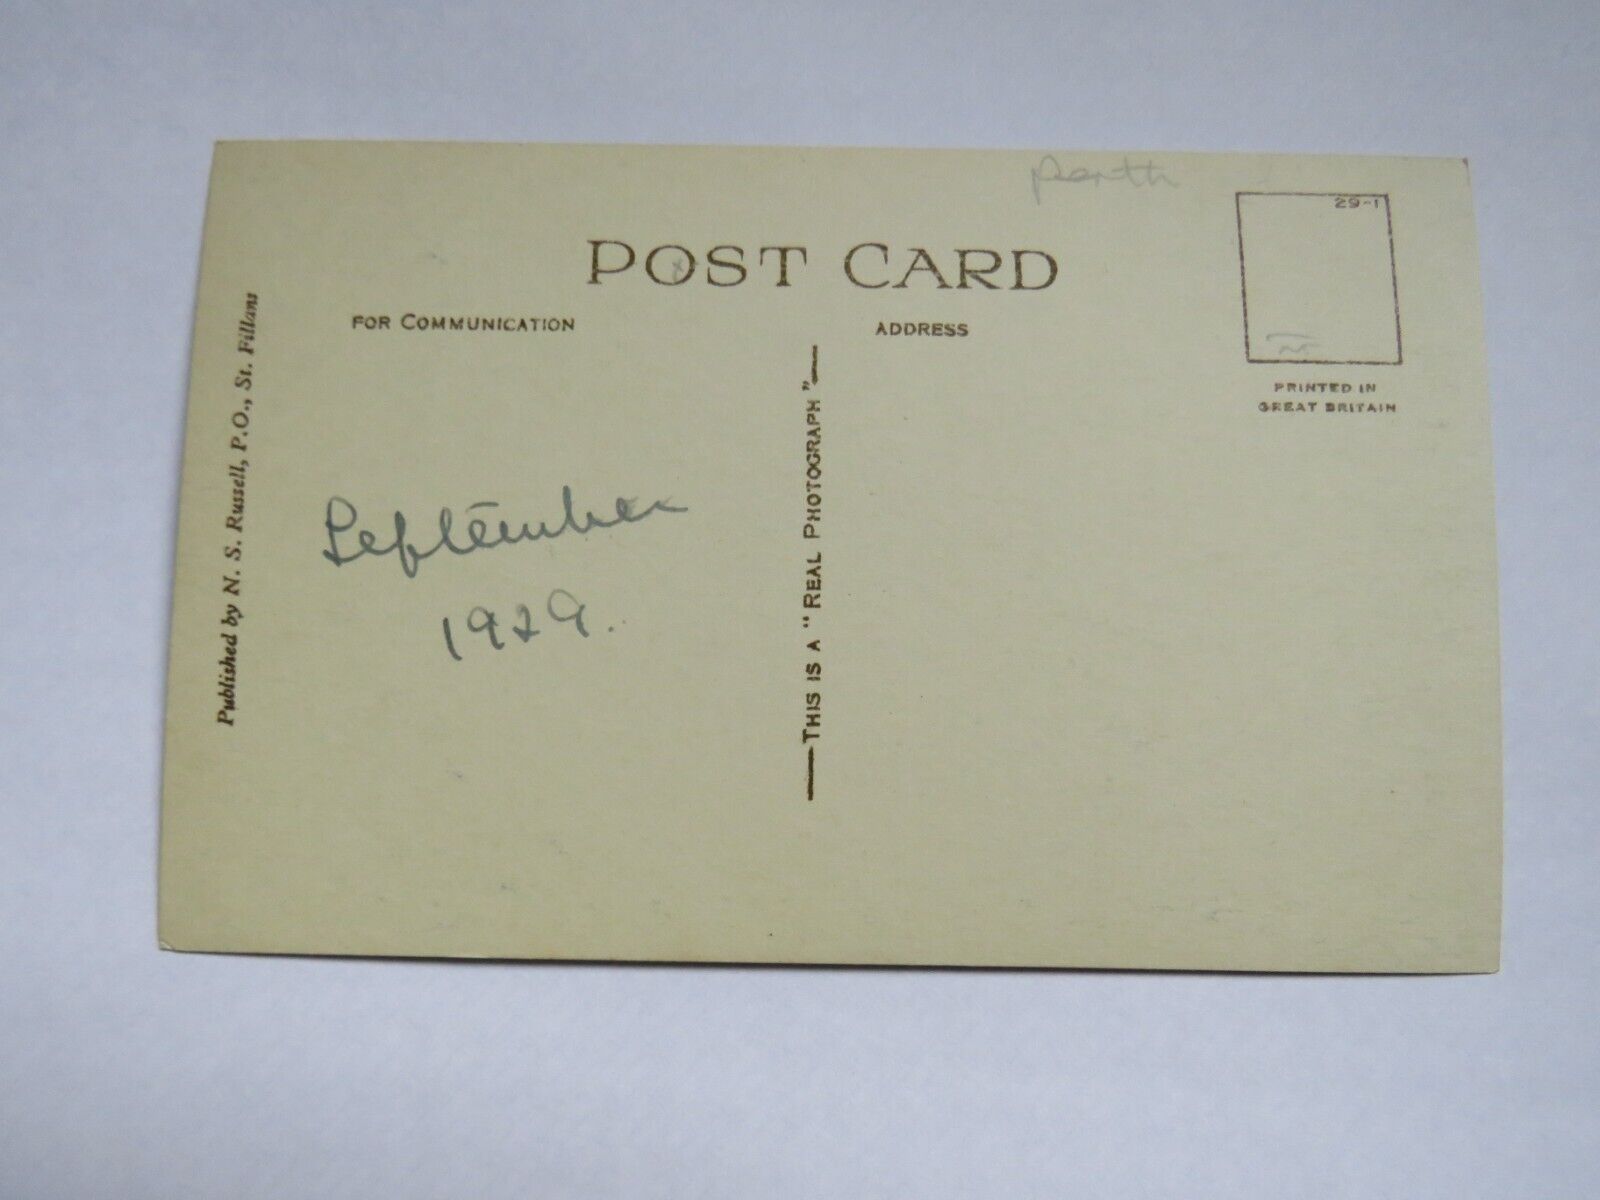 perth
29-1
POST CARD
FOR COMMUNICATION
ADDRESS
PRINTED IN
GREAT BRITAIN
Published by N. S. Russell, P.O., St. Fillans
THIS IS A "REAL PHOTOGRAPH"
September
1929.